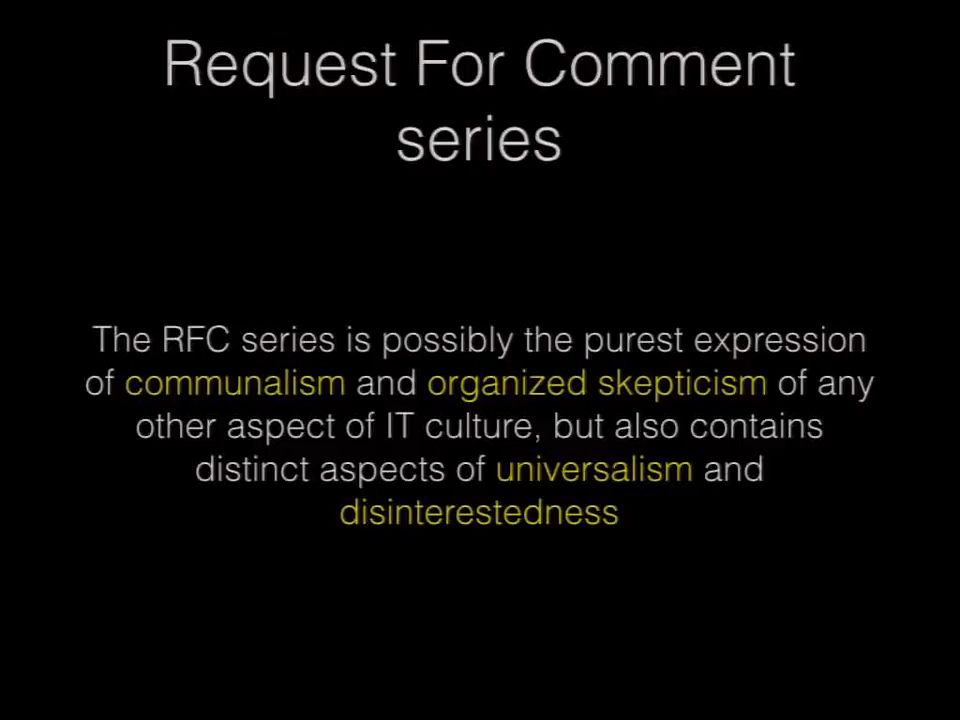 Request For Comment
series
The RFC series is possibly the purest expression
of communalism and organized skepticism of any
other aspect of IT culture, but also contains
distinct aspects of universalism and
disinterestedness